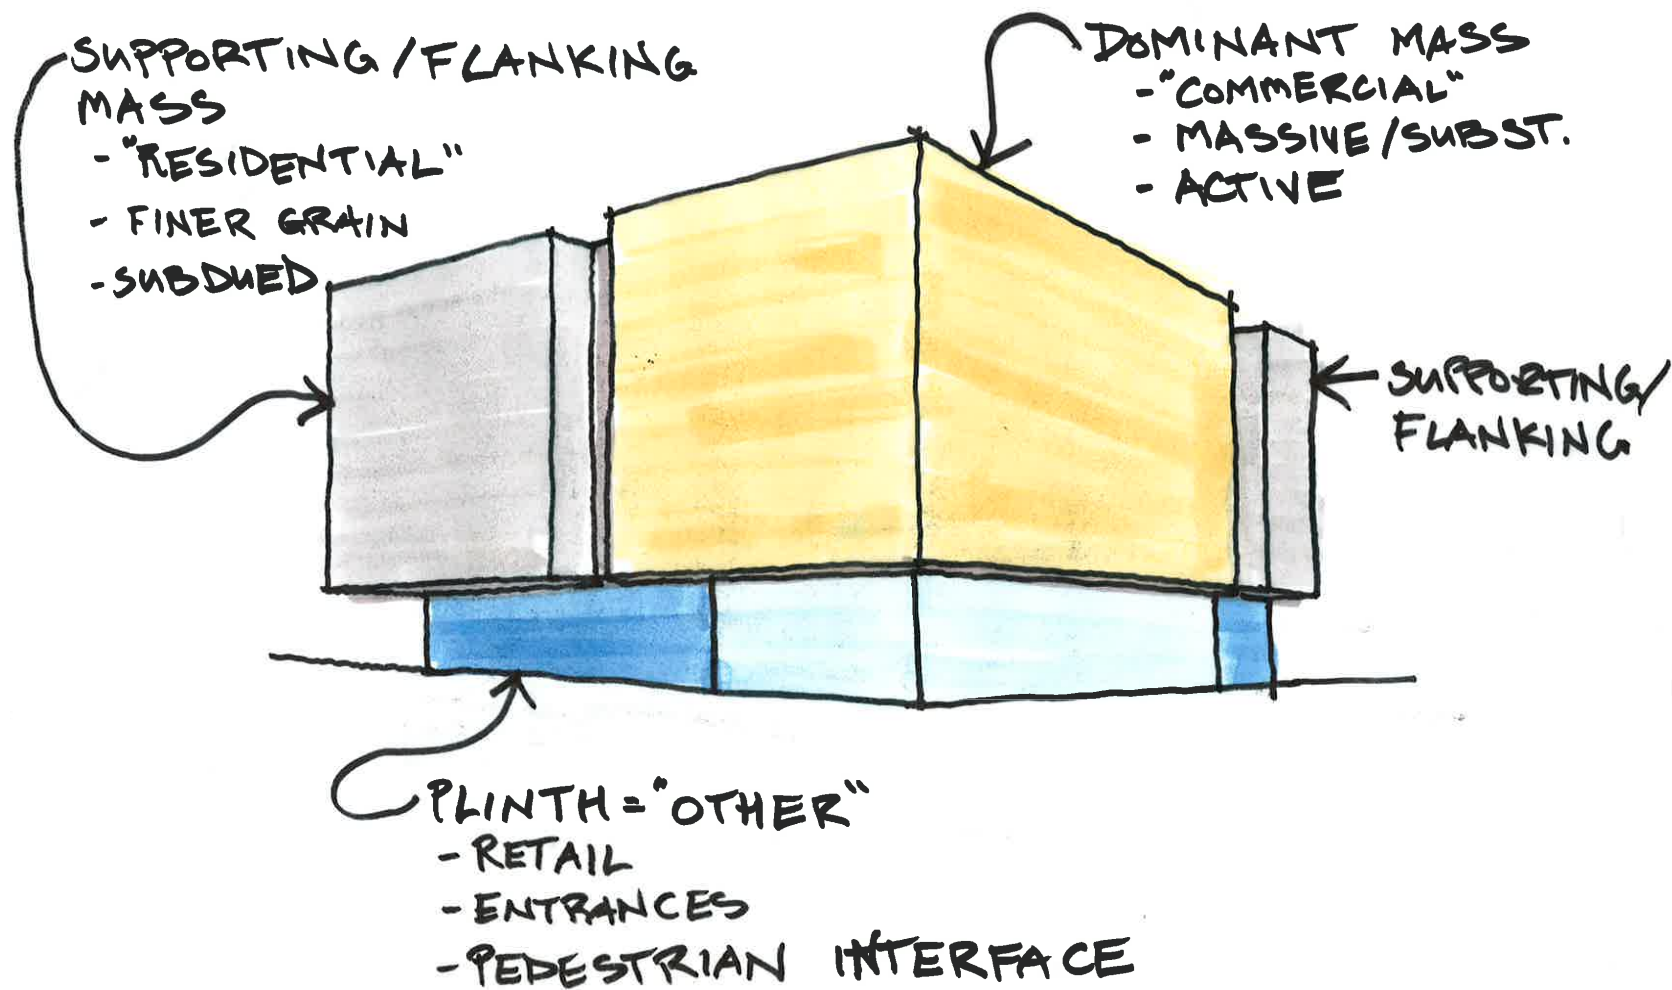 SUPPORTING/FLANKING
MASS
- "RESIDENTIAL"
- FINER GRAIN
- SUBDUED
DOMINANT MASS
- "COMMERCIAL"
- MASSIVE/SUBST.
- ACTIVE
SUPPORTING/
FLANKING
PLINTH = "OTHER"
- RETAIL
- ENTRANCES
- PEDESTRIAN INTERFACE